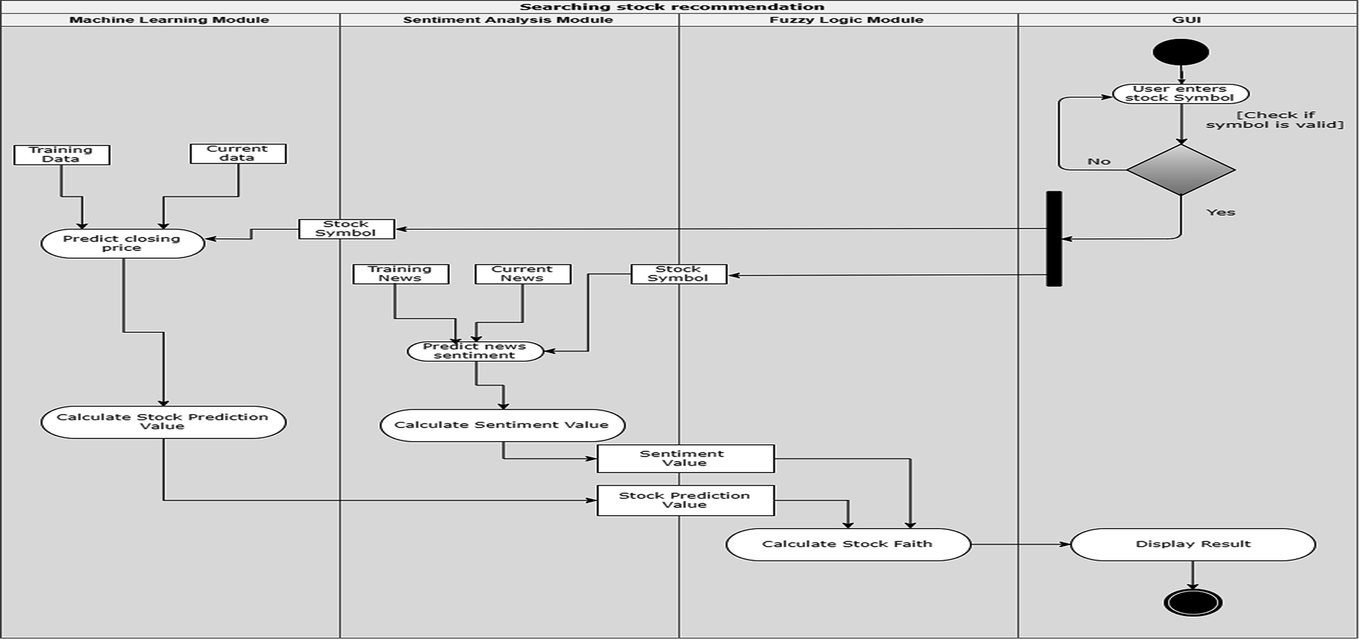 Searching stock recommendation
Machine Learning Module
Sentiment Analysis Module
Fuzzy Logic Module
GUI
User enters
stock Symbol
[Check if
symbol is valid]
No
Yes
Training
Data
Current
data
Stock
Symbol
Predict closing
price
Training
News
Current
News
Stock
Symbol
Predict news
sentiment
Calculate Stock Prediction
Value
Calculate Sentiment Value
Sentiment
Value
Stock Prediction
Value
Calculate Stock Faith
Display Result